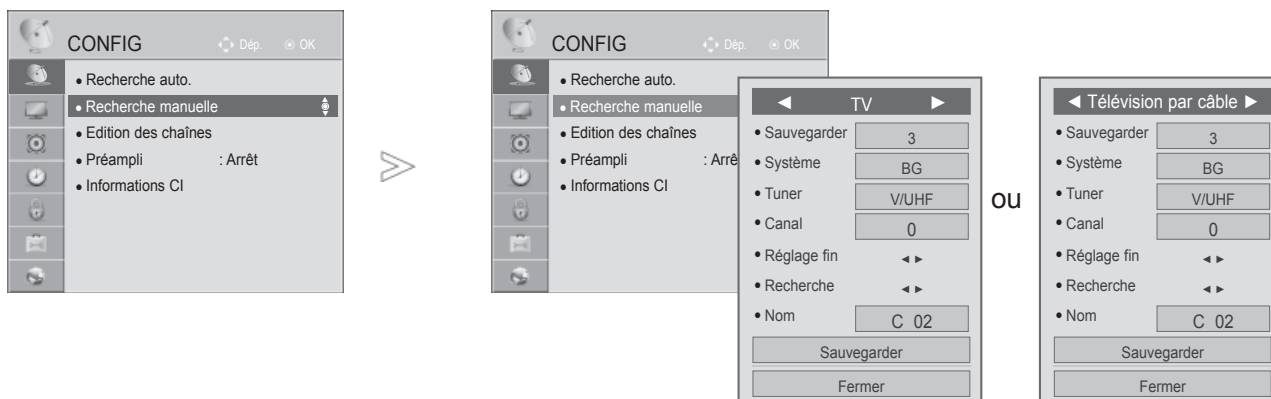 CONFIG
Dép. OK
• Recherche auto.
• Recherche manuelle
• Edition des chaînes
• Préampli : Arrêt
• Informations CI
CONFIG
Dép. OK
• Recherche auto.
• Recherche manuelle
• Edition des chaînes
• Préampli : Arrê
• Informations CI
◄ TV ►
• Sauvegarder 3
• Système BG
• Tuner V/UHF
• Canal 0
• Réglage fin ◄ ►
• Recherche ◄ ►
• Nom C 02
Sauvegarder
Fermer
ou
◄ Télévision par câble ►
• Sauvegarder 3
• Système BG
• Tuner V/UHF
• Canal 0
• Réglage fin ◄ ►
• Recherche ◄ ►
• Nom C 02
Sauvegarder
Fermer